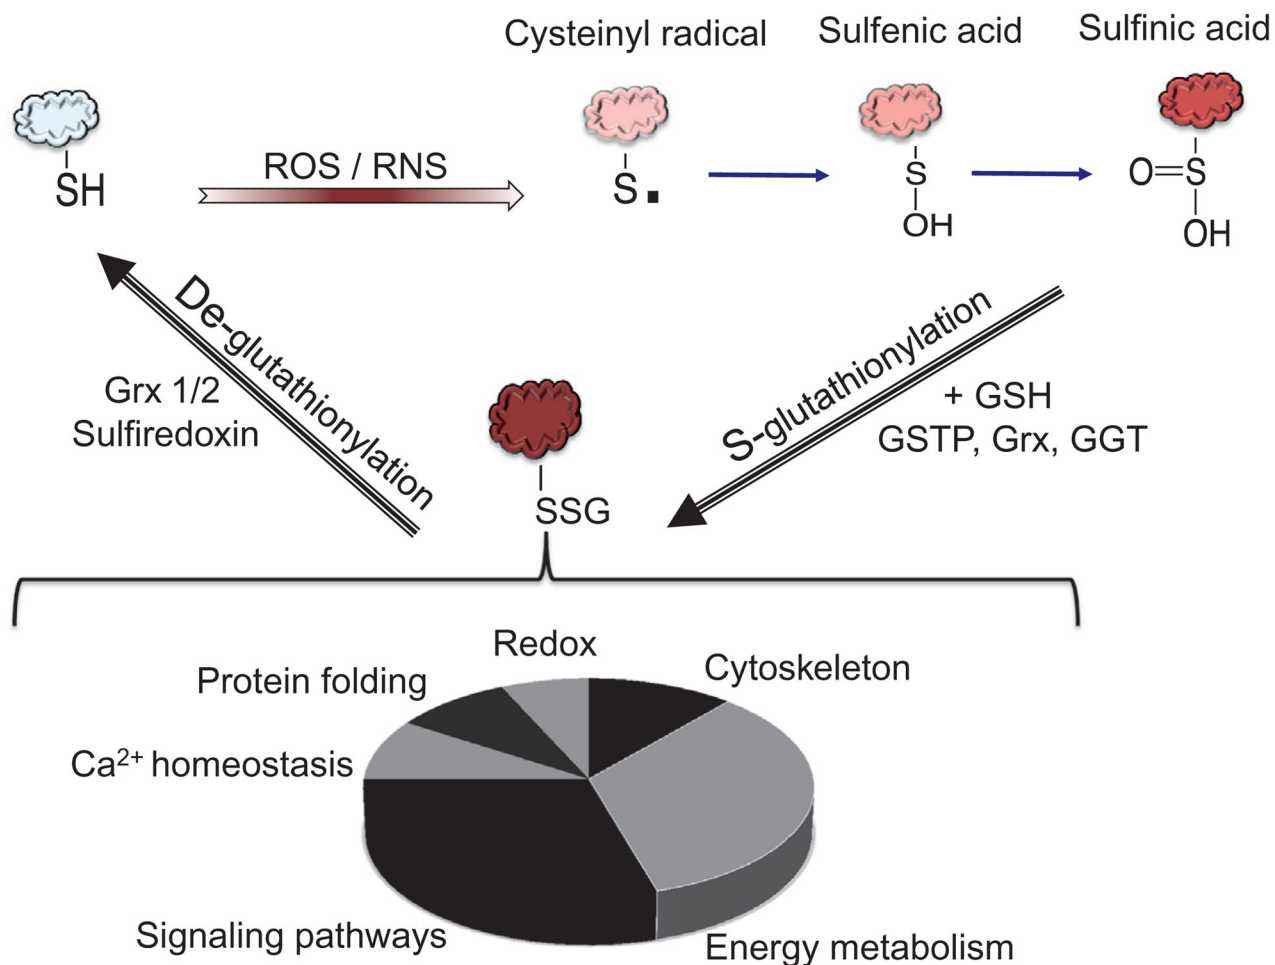 Cysteinyl radical
Sulfenic acid
Sulfinic acid
SH
ROS / RNS
S▪
S
OH
O=S
OH
De-glutathionylation
Grx 1/2
Sulfiredoxin
S-glutathionylation
+ GSH
GSTP, Grx, GGT
SSG
Redox
Cytoskeleton
Protein folding
Ca²⁺ homeostasis
Signaling pathways
Energy metabolism